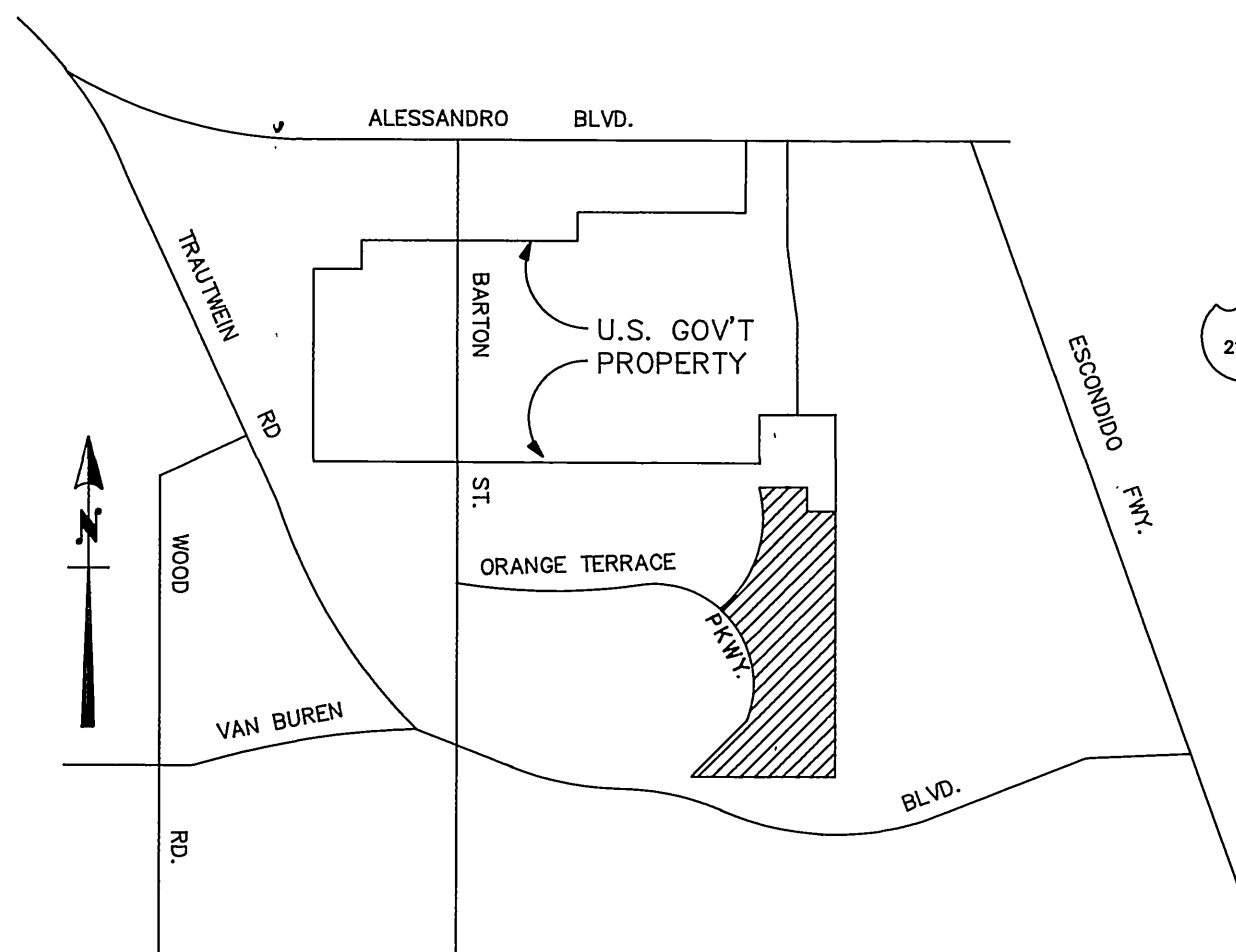 ALESSANDRO BLVD.
TRAUTWEIN
RD
BARTON
ST.
U.S. GOV'T
PROPERTY
ESCONDIDO
FWY.
N
WOOD
RD.
ORANGE TERRACE
PKWY.
VAN BUREN
BLVD.